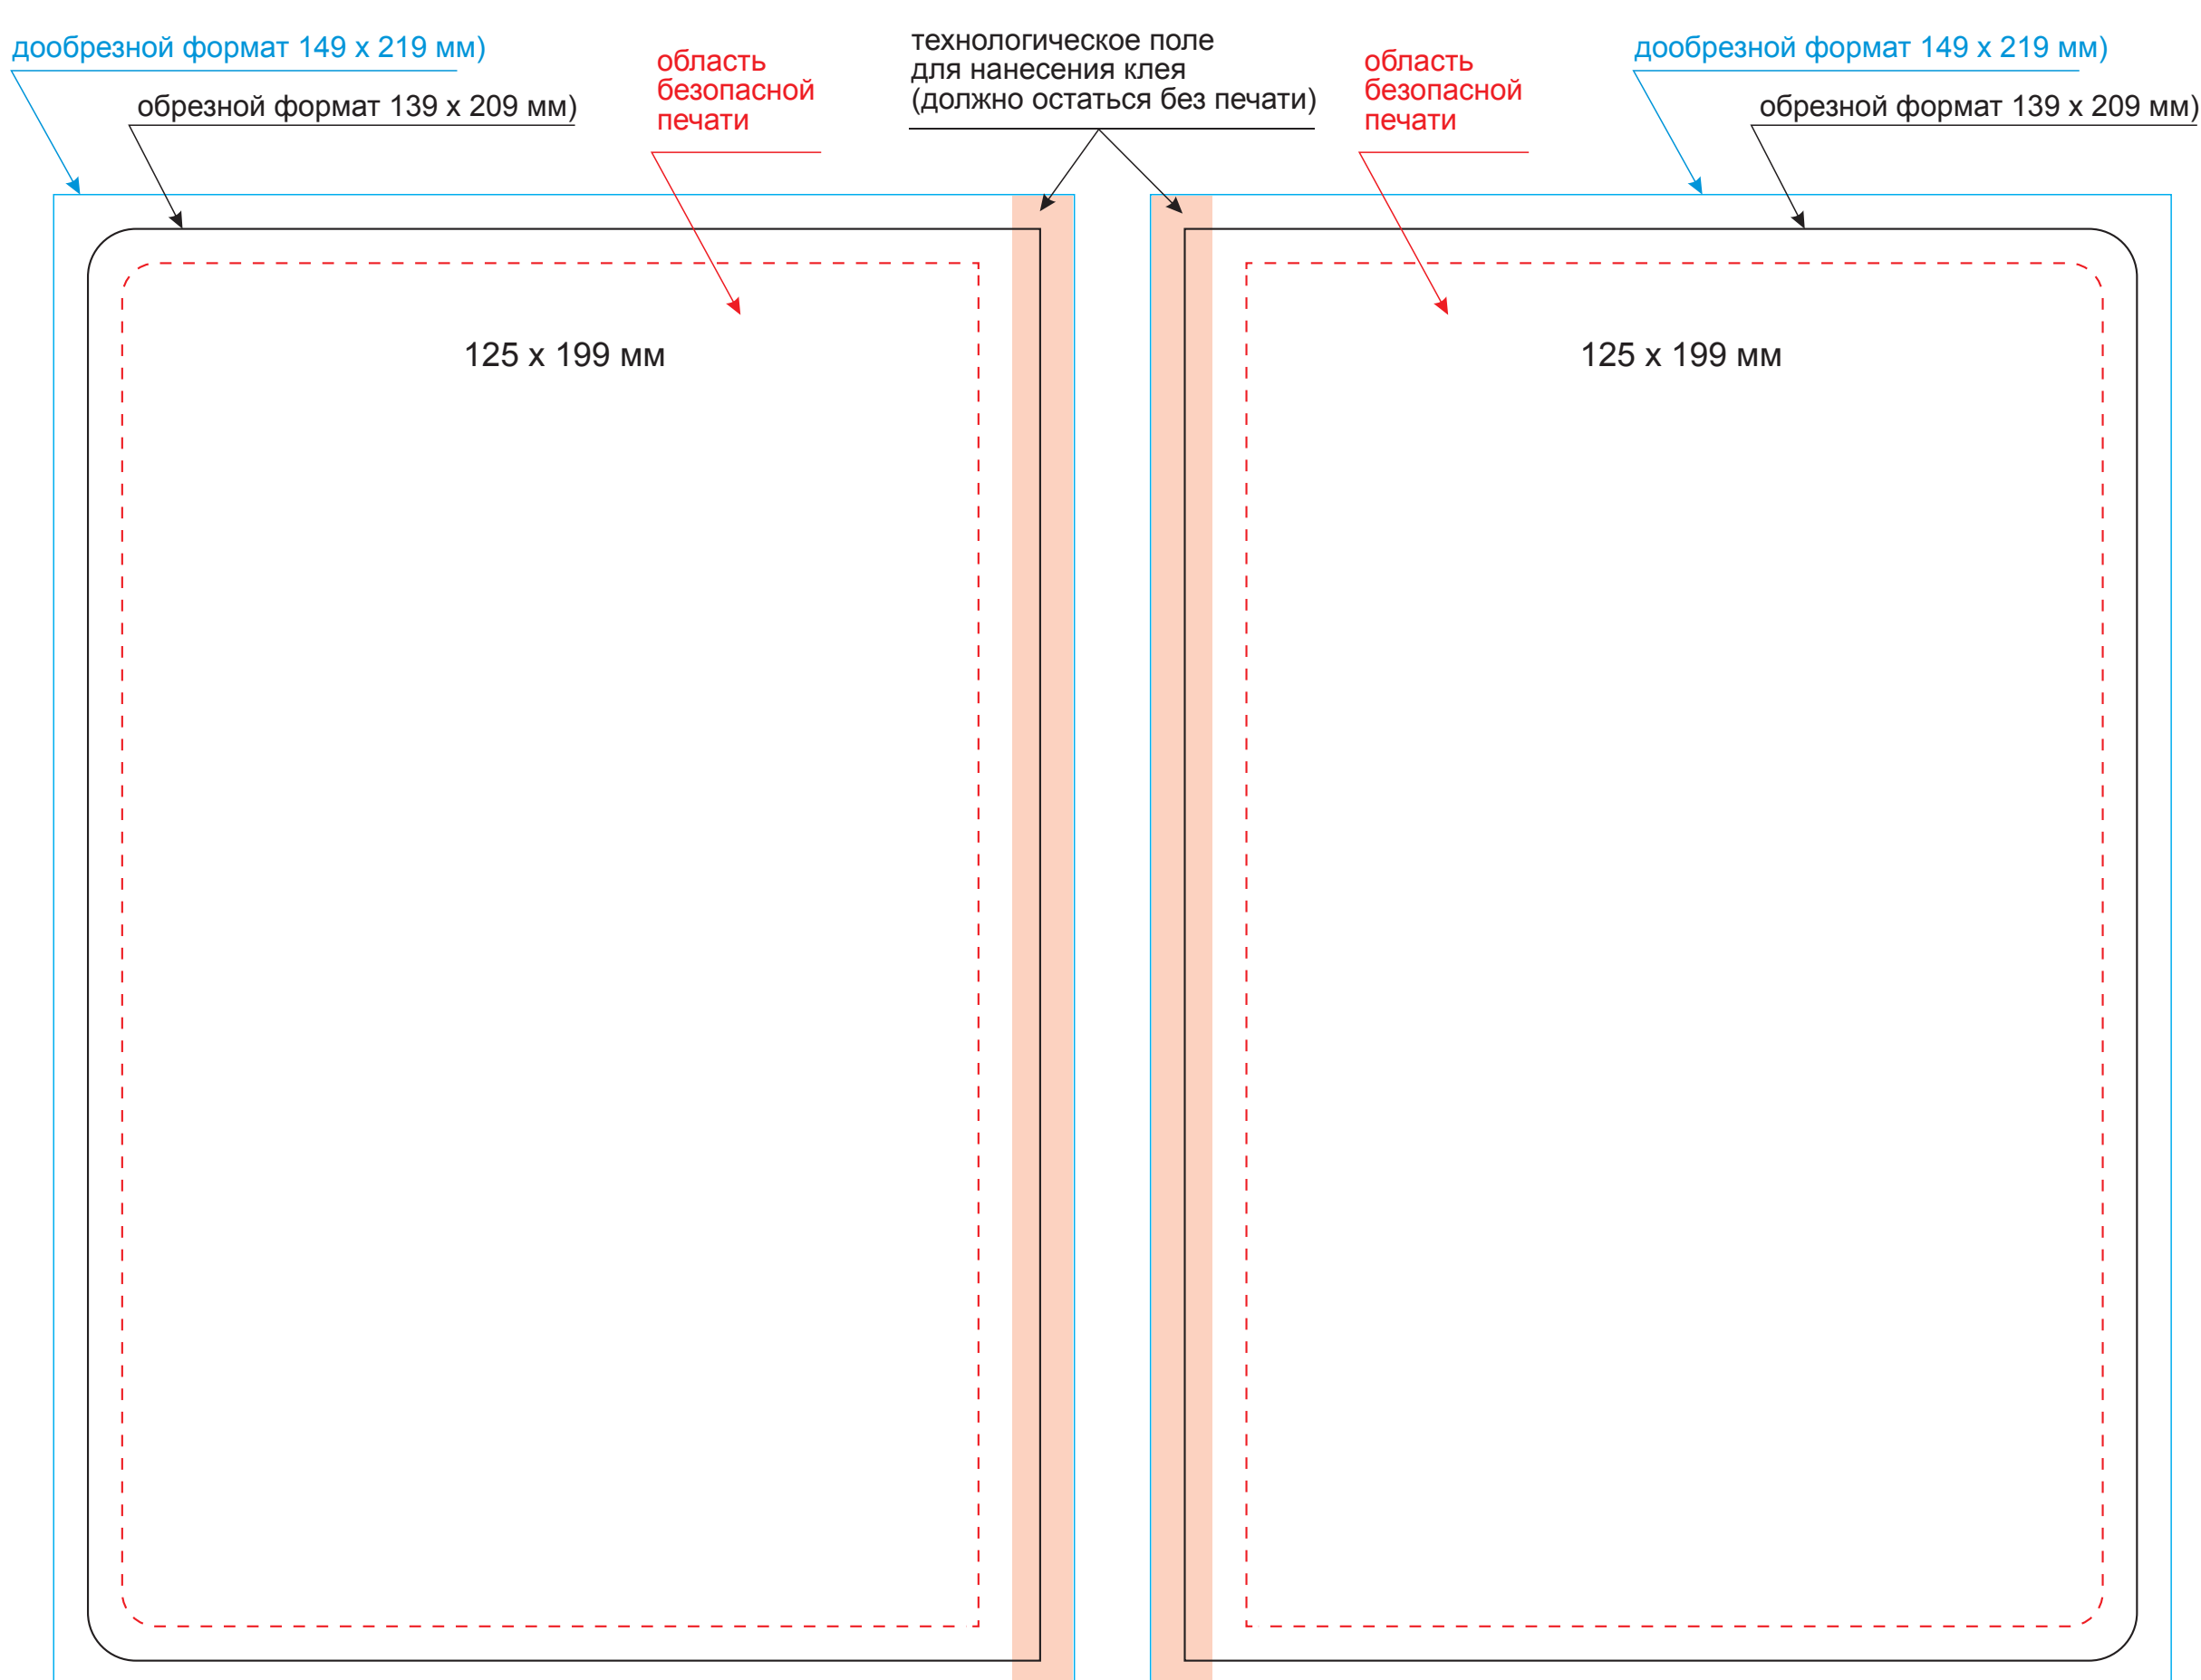 дообрезной формат 149 х 219 мм)
обрезной формат 139 х 209 мм)
область
безопасной
печати
технологическое поле
для нанесения клея
(должно остаться без печати)
область
безопасной
печати
дообрезной формат 149 х 219 мм)
обрезной формат 139 х 209 мм)
125 х 199 мм
125 х 199 мм